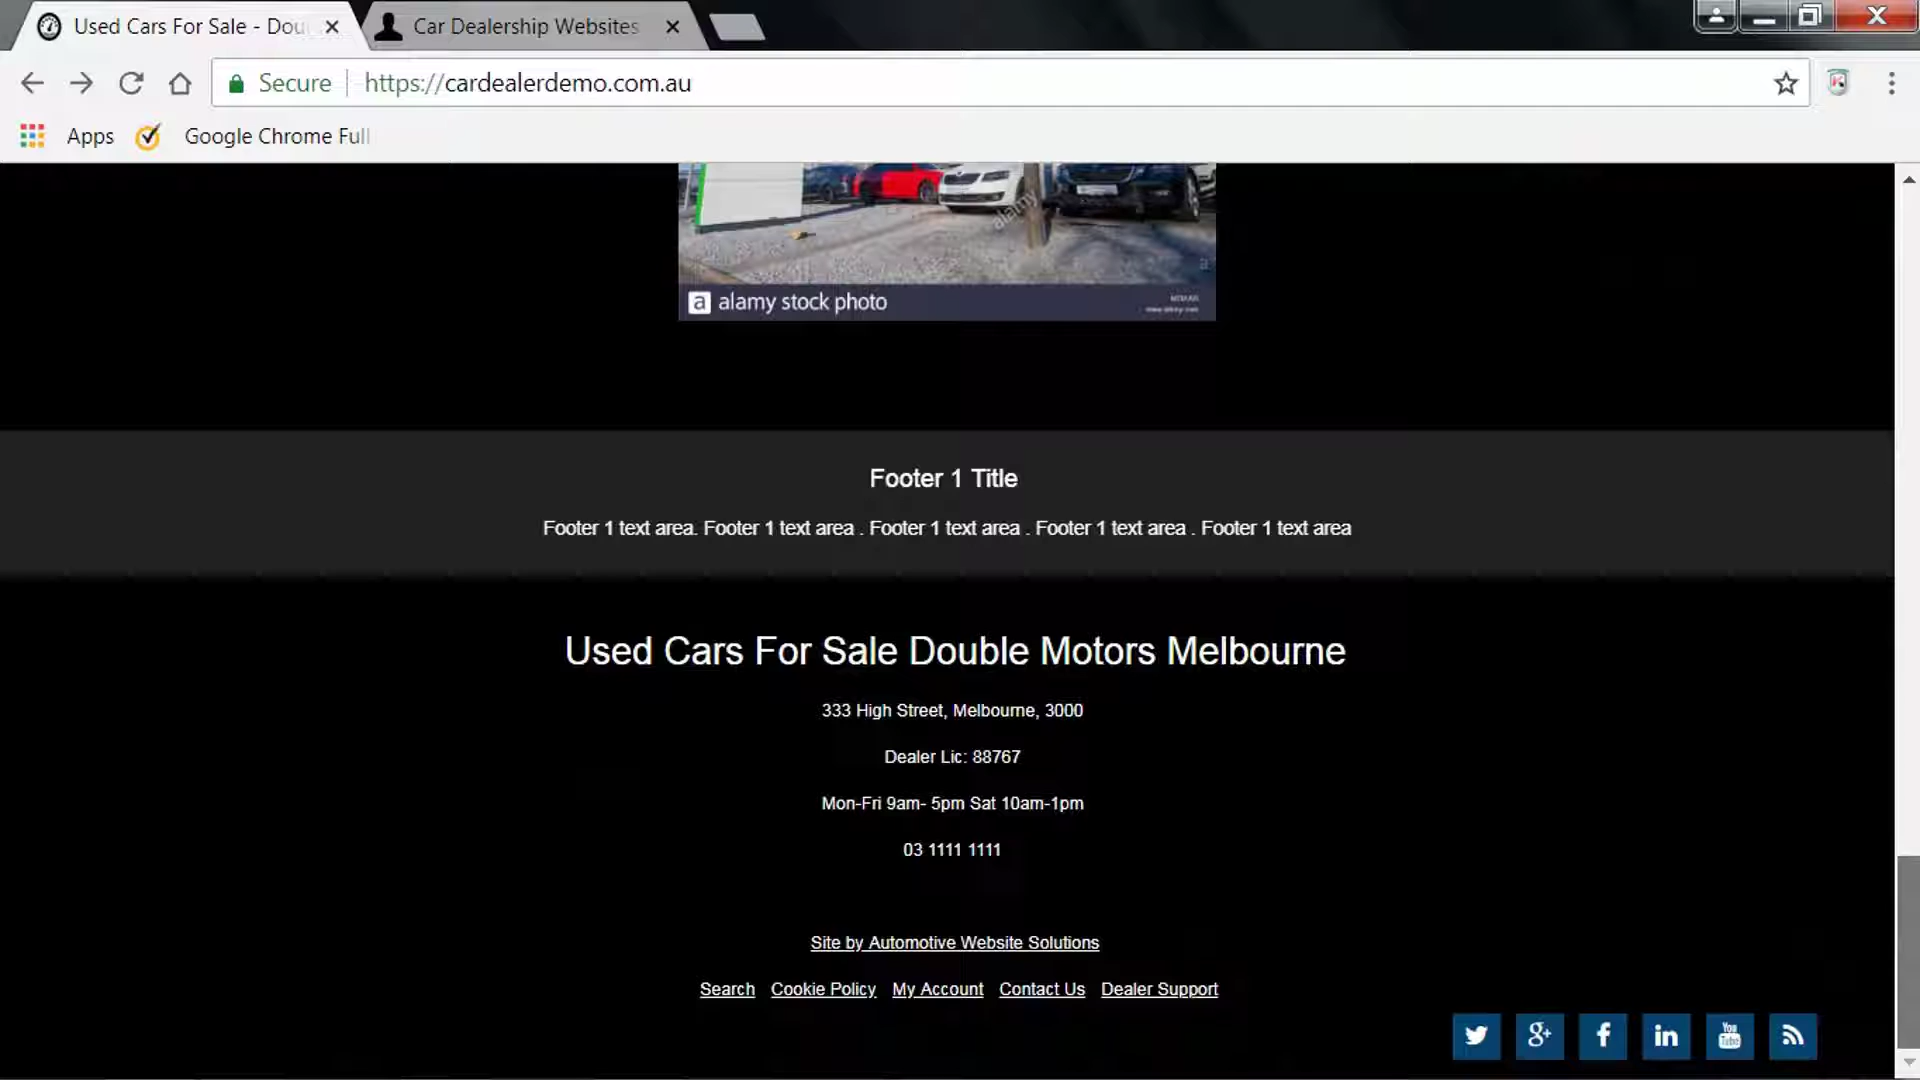 Used Cars For Sale - Dou
Car Dealership Websites
Secure
https://cardealerdemo.com.au
Apps
Google Chrome Full
alamy
a alamy stock photo
Footer 1 Title
Footer 1 text area. Footer 1 text area . Footer 1 text area . Footer 1 text area . Footer 1 text area
Used Cars For Sale Double Motors Melbourne
333 High Street, Melbourne, 3000
Dealer Lic: 88767
Mon-Fri 9am- 5pm Sat 10am-1pm
03 1111 1111
Site by Automotive Website Solutions
Search Cookie Policy My Account Contact Us Dealer Support
g+ f in You Tube